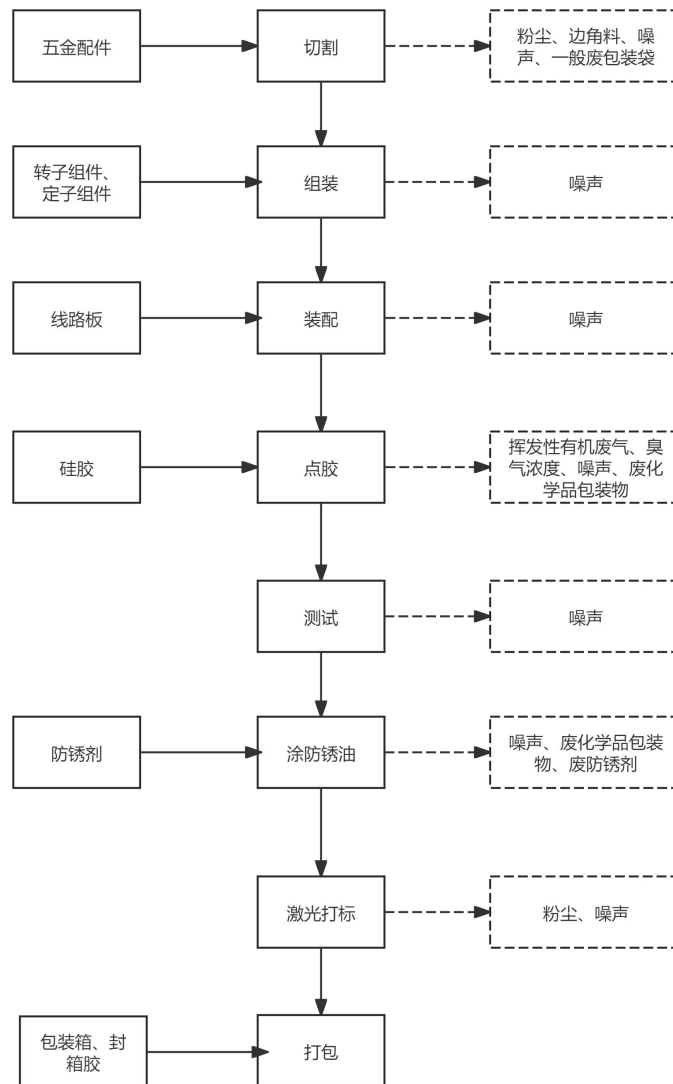 五金配件
切割
粉尘、边角料、噪
声、一般废包装袋
转子组件、
定子组件
组装
噪声
线路板
装配
噪声
硅胶
点胶
挥发性有机废气、臭
气浓度、噪声、废化
学品包装物
测试
噪声
防锈剂
涂防锈油
噪声、废化学品包装
物、废防锈剂
激光打标
粉尘、噪声
包装箱、封
箱胶
打包